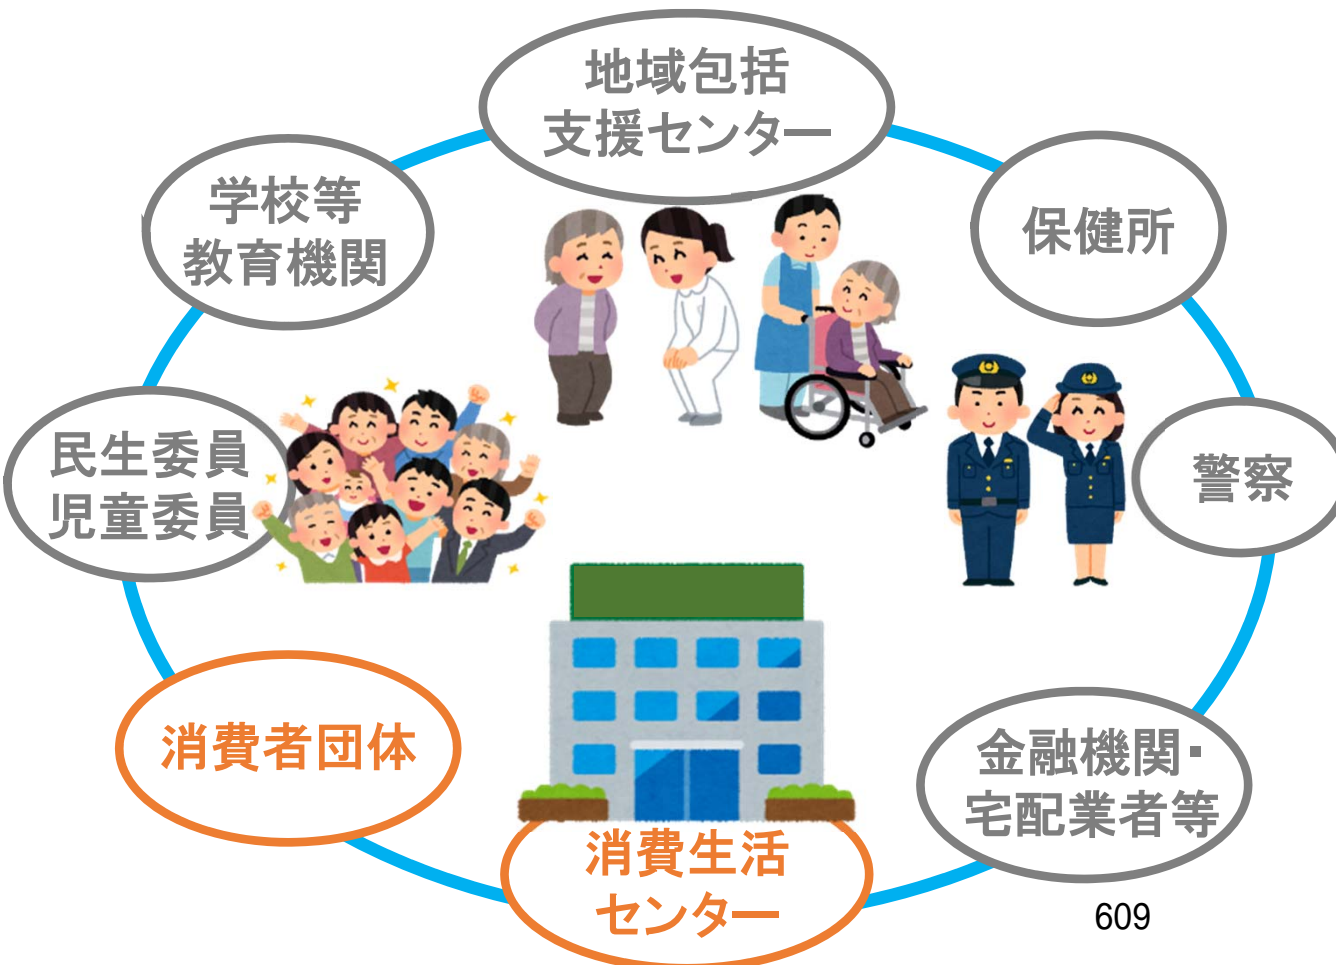 地域包括
支援センター
学校等
教育機関
保健所
民生委員
児童委員
警察
消費者団体
金融機関・
宅配業者等
消費生活
センター
609